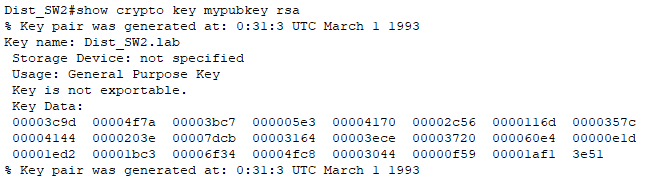 Dist_SW2#show crypto key mypubkey rsa
% Key pair was generated at: 0:31:3 UTC March 1 1993
Key name: Dist_SW2.lab
Storage Device: not specified
Usage: General Purpose Key
Key is not exportable.
Key Data:
00003c9d 00004f7a 00003bc7 000005e3 00004170 00002c56 0000116d 0000357c
00004144 0000203e 00007dcb 00003164 00003ece 00003720 000060e4 00000e1d
00001ed2 00001bc3 00006f34 00004fc8 00003044 00000f59 00001af1 3e51
% Key pair was generated at: 0:31:3 UTC March 1 1993